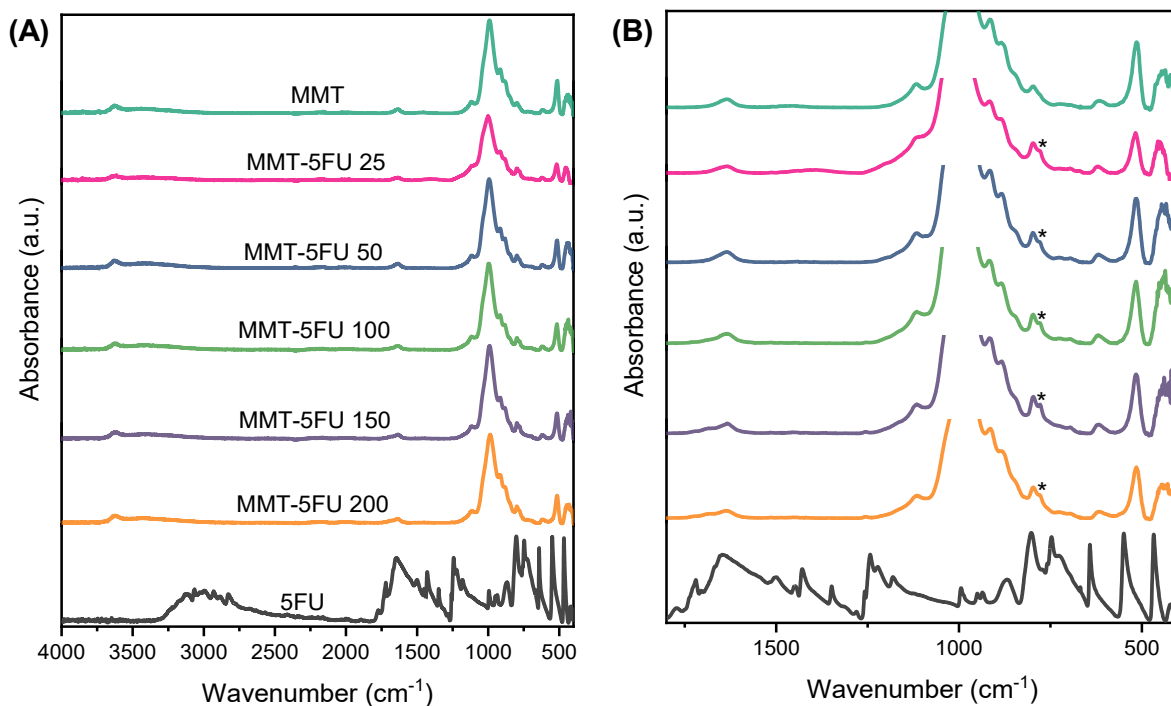 (A)
MMT
MMT-5FU 25
MMT-5FU 50
MMT-5FU 100
MMT-5FU 150
MMT-5FU 200
5FU
Absorbance (a.u.)
4000 3500 3000 2500 2000 1500 1000 500
Wavenumber (cm⁻¹)
(B)
*
*
*
*
*
Absorbance (a.u.)
1500 1000 500
Wavenumber (cm⁻¹)